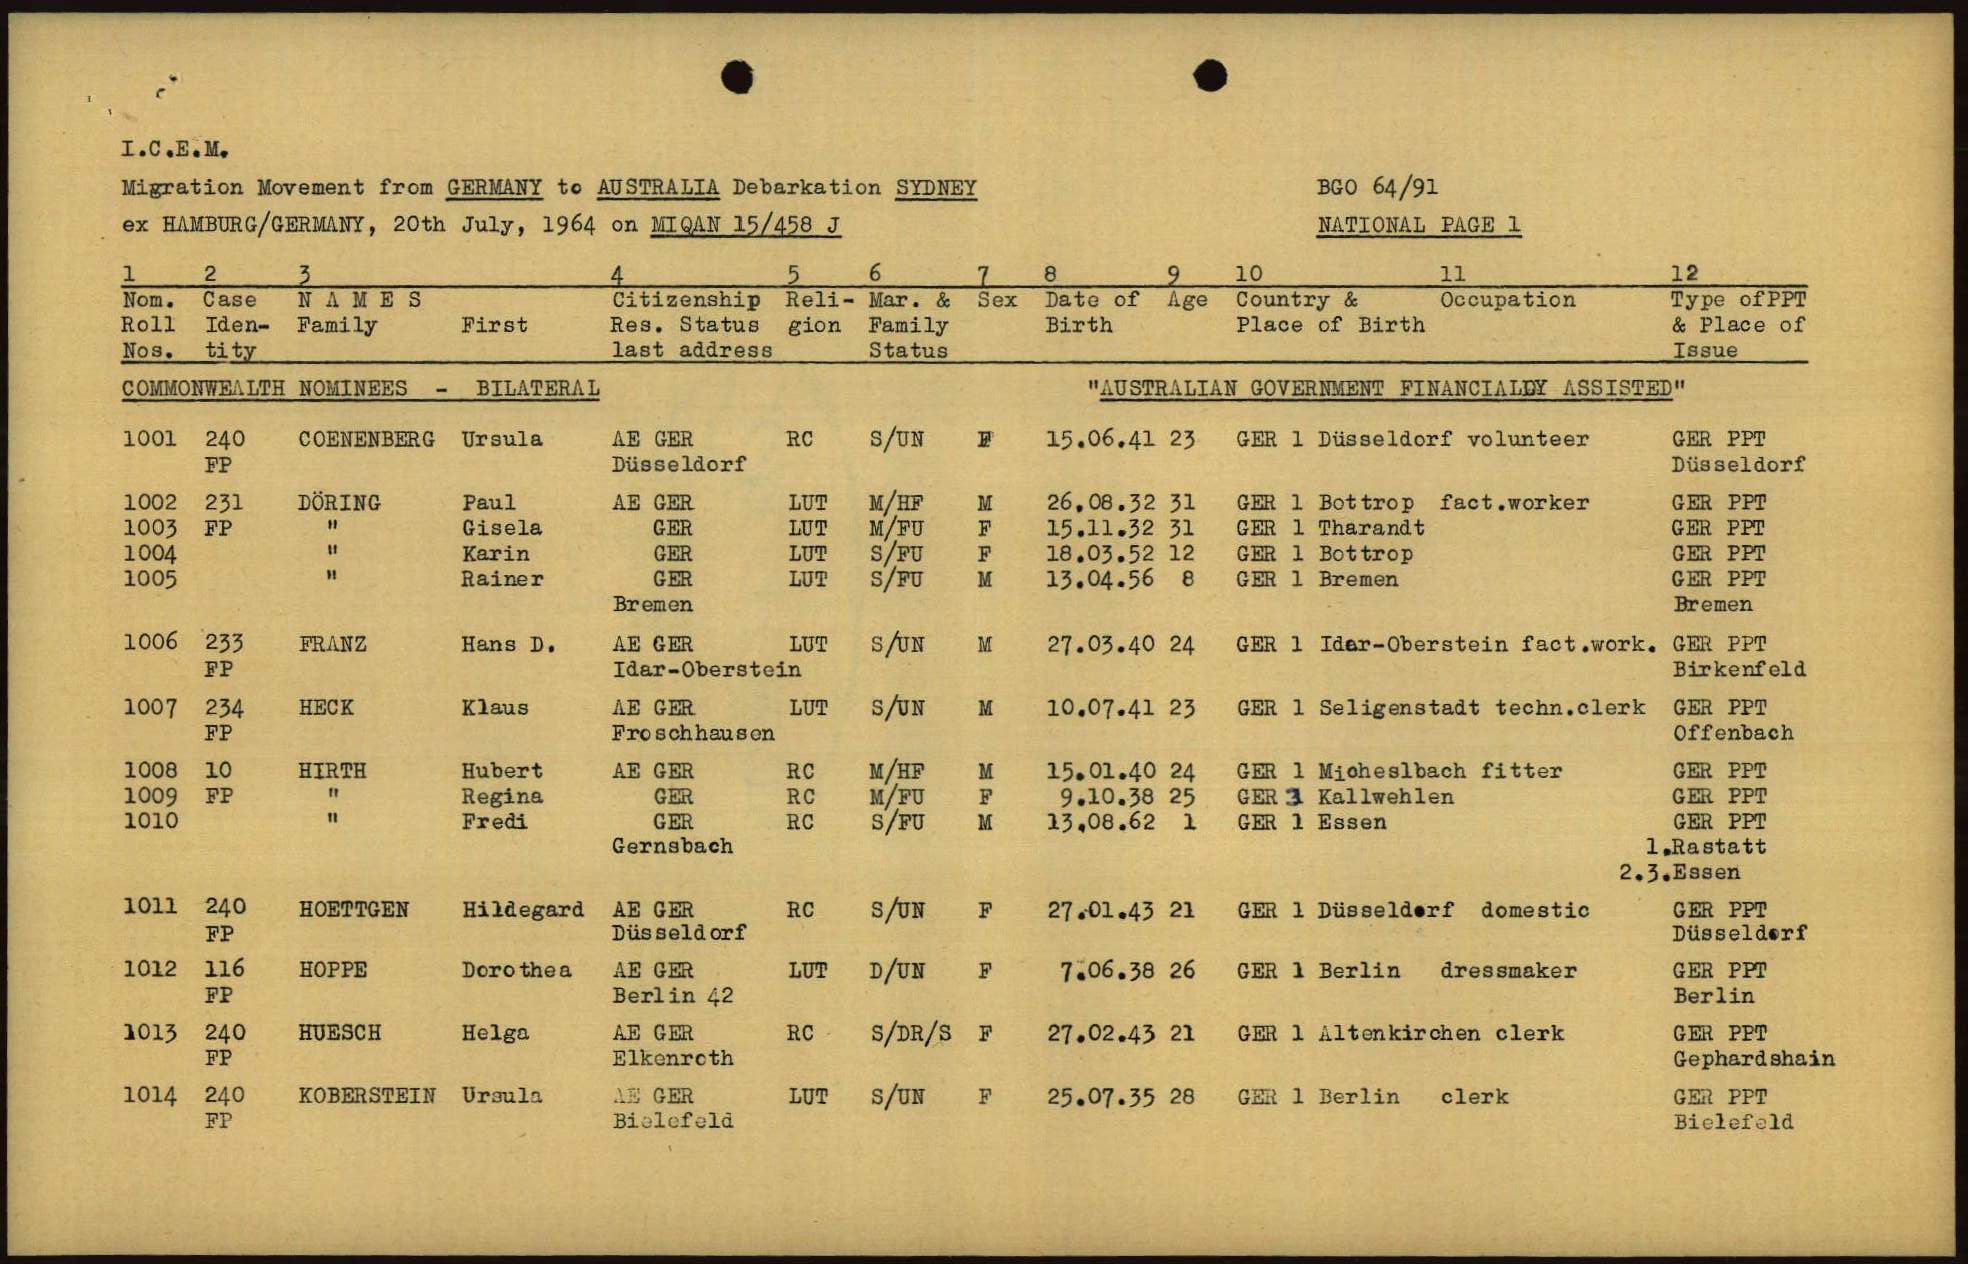 I.C.E.M.
Migration Movement from GERMANY to AUSTRALIA Debarkation SYDNEY BGO 64/91
ex HAMBURG/GERMANY, 20th July, 1964 on MIQAN 15/458 J NATIONAL PAGE 1
1 2 3 4 5 6 7 8 9 10 11 12
Nom. Case N A M E S Citizenship Reli- Mar. & Sex Date of Age Country & Occupation Type ofPPT
Roll Iden- Family First Res. Status gion Family Birth Place of Birth & Place of
Nos. tity last address Status Issue
COMMONWEALTH NOMINEES - BILATERAL "AUSTRALIAN GOVERNMENT FINANCIALLY ASSISTED"
1001 240 COENENBERG Ursula AE GER RC S/UN F 15.06.41 23 GER 1 Düsseldorf volunteer GER PPT
FP Düsseldorf Düsseldorf
1002 231 DÖRING Paul AE GER LUT M/HF M 26.08.32 31 GER 1 Bottrop fact.worker GER PPT
1003 FP " Gisela GER LUT M/FU F 15.11.32 31 GER 1 Tharandt GER PPT
1004 " Karin GER LUT S/FU F 18.03.52 12 GER 1 Bottrop GER PPT
1005 " Rainer GER LUT S/FU M 13.04.56 8 GER 1 Bremen GER PPT
Bremen Bremen
1006 233 FRANZ Hans D. AE GER LUT S/UN M 27.03.40 24 GER 1 Idar-Oberstein fact.work. GER PPT
FP Idar-Oberstein Birkenfeld
1007 234 HECK Klaus AE GER LUT S/UN M 10.07.41 23 GER 1 Seligenstadt techn.clerk GER PPT
FP Froschhausen Offenbach
1008 10 HIRTH Hubert AE GER RC M/HF M 15.01.40 24 GER 1 Micheslbach fitter GER PPT
1009 FP " Regina GER RC M/FU F 9.10.38 25 GER 3 Kallwehlen GER PPT
1010 " Fredi GER RC S/FU M 13.08.62 1 GER 1 Essen GER PPT
Gernsbach 1.Rastatt
2.3.Essen
1011 240 HOETTGEN Hildegard AE GER RC S/UN F 27.01.43 21 GER 1 Düsseldorf domestic GER PPT
FP Düsseldorf Düsseldorf
1012 116 HOPPE Dorothea AE GER LUT D/UN F 7.06.38 26 GER 1 Berlin dressmaker GER PPT
FP Berlin 42 Berlin
1013 240 HUESCH Helga AE GER RC S/DR/S F 27.02.43 21 GER 1 Altenkirchen clerk GER PPT
FP Elkenroth Gephardshain
1014 240 KOBERSTEIN Ursula AE GER LUT S/UN F 25.07.35 28 GER 1 Berlin clerk GER PPT
FP Bielefeld Bielefeld